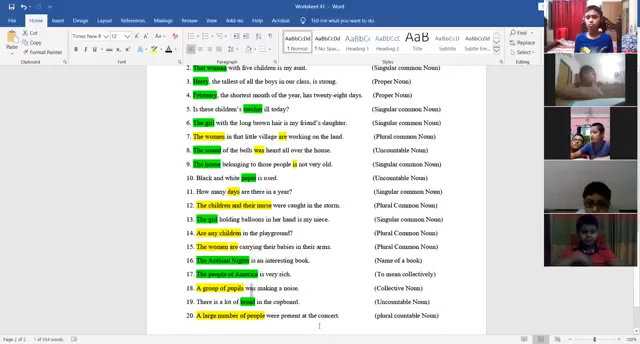 Worksheet #1 - Word
File Home Insert Draw Design Layout References Mailings Review View Add-ins Help Acrobat Tell me what you want to do
Cut
Copy
Format Painter
Paste
Clipboard
Times New R 12
Font
Paragraph
AaBbCcDd AaBbCcDd AaBbC AaBbCcD AaB AaBbCcD
1 Normal 1 No Spac... Heading 1 Heading 2 Title Subtitle
Styles
Find
Replace
Select
Editing
2. That woman with five children is my aunt. (Singular common Noun)
3. Harry, the tallest of all the boys in our class, is strong. (Proper Noun)
4. February, the shortest month of the year, has twenty-eight days. (Proper Noun)
5. Is these children's teacher ill today? (Singular common Noun)
6. The girl with the long brown hair is my friend's daughter. (Singular common Noun)
7. The women in that little village are working on the land. (Plural common Noun)
8. The sound of the bells was heard all over the house. (Uncountable Noun)
9. The house belonging to those people is not very old. (Singular common Noun)
10. Black and white paper is used. (Uncountable Noun)
11. How many days are there in a year? (Singular common Noun)
12. The children and their nurse were caught in the storm. (Plural Common Noun)
13. The girl holding balloons in her hand is my niece. (Singular common Noun)
14. Are any children in the playground? (Plural Common Noun)
15. The women are carrying their babies in their arms. (Plural Common Noun)
16. The Arabian Nights is an interesting book. (Name of a book)
17. The people of America is very rich. (To mean collectively)
18. A group of pupils was making a noise. (Collective Noun)
19. There is a lot of bread in the cupboard. (Uncountable Noun)
20. A large number of people were present at the concert. (plural countable Noun)
Page 2 of 2
100%